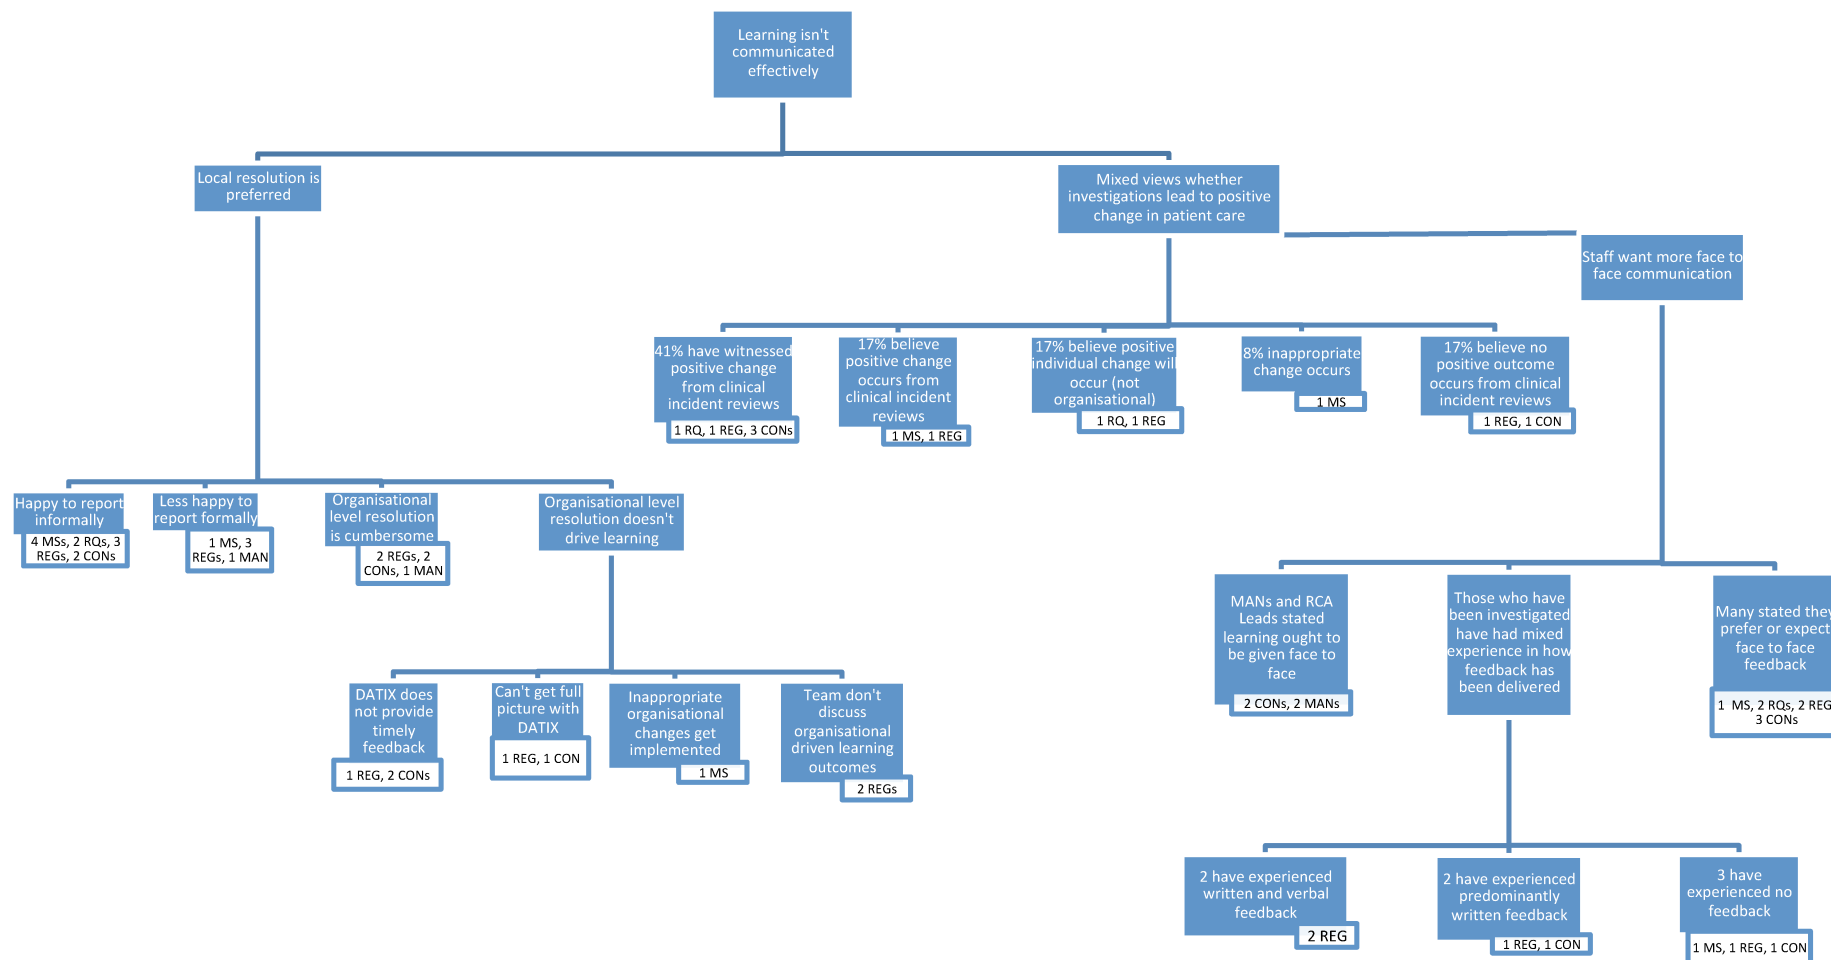 Learning isn't
communicated
effectively
Local resolution is
preferred
Mixed views whether
investigations lead to positive
change in patient care
Staff want more face to
face communication
41% have witnessed
positive change
from clinical
incident reviews
1 RQ, 1 REG, 3 CONs
17% believe
positive change
occurs from
clinical incident
reviews
1 MS, 1 REG
17% believe positive
individual change will
occur (not
organisational)
1 RQ, 1 REG
8% inappropriate
change occurs
1 MS
17% believe no
positive outcome
occurs from clinical
incident reviews
1 REG, 1 CON
Happy to report
informally
4 MSs, 2 RQs, 3
REGs, 2 CONs
Less happy to
report formally
1 MS, 3
REGs, 1 MAN
Organisational
level resolution
is cumbersome
2 REGs, 2
CONs, 1 MAN
Organisational level
resolution doesn't
drive learning
DATIX does
not provide
timely
feedback
1 REG, 2 CONs
Can't get full
picture with
DATIX
1 REG, 1 CON
Inappropriate
organisational
changes get
implemented
1 MS
Team don't
discuss
organisational
driven learning
outcomes
2 REGs
MANs and RCA
Leads stated
learning ought to
be given face to
face
2 CONs, 2 MANs
Those who have
been investigated
have had mixed
experience in how
feedback has
been delivered
Many stated they
prefer or expect
face to face
feedback
1 MS, 2 RQs, 2 REG
3 CONs
2 have experienced
written and verbal
feedback
2 REG
2 have experienced
predominantly
written feedback
1 REG, 1 CON
3 have
experienced no
feedback
1 MS, 1 REG, 1 CON